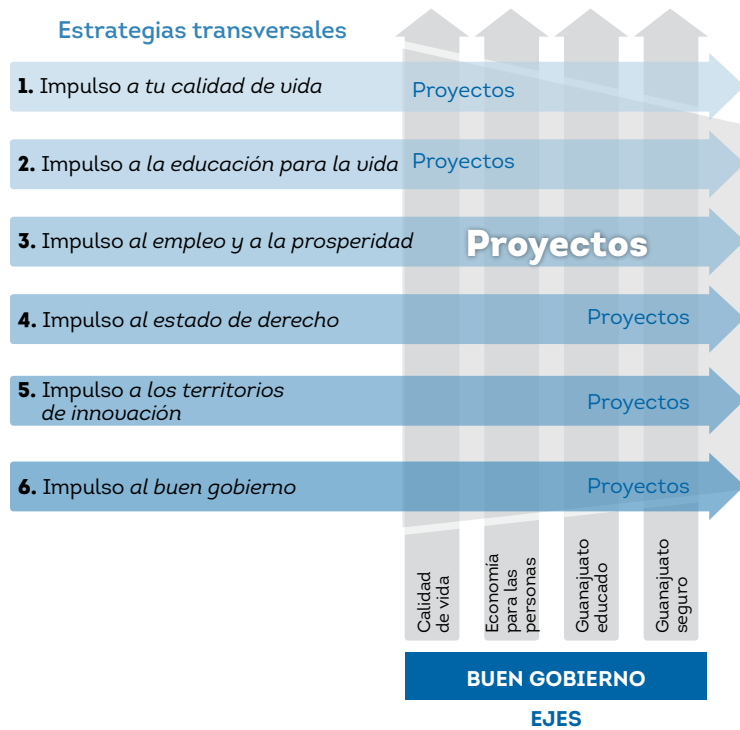 Estrategias transversales
1. Impulso a tu calidad de vida
Proyectos
2. Impulso a la educación para la vida
Proyectos
3. Impulso al empleo y a la prosperidad
Proyectos
4. Impulso al estado de derecho
Proyectos
5. Impulso a los territorios
de innovación
Proyectos
6. Impulso al buen gobierno
Proyectos
Calidad
de vida
Economía
para las
personas
Guanajuato
educado
Guanajuato
seguro
BUEN GOBIERNO
EJES